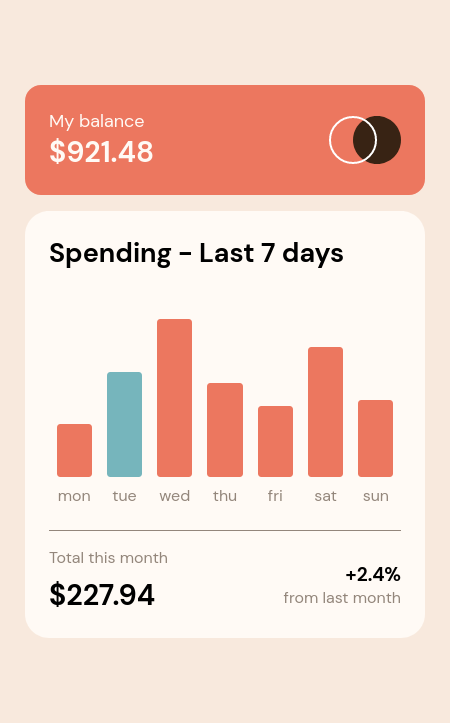 My balance
$921.48
Spending - Last 7 days
mon tue wed thu fri sat sun
Total this month
$227.94
+2.4%
from last month